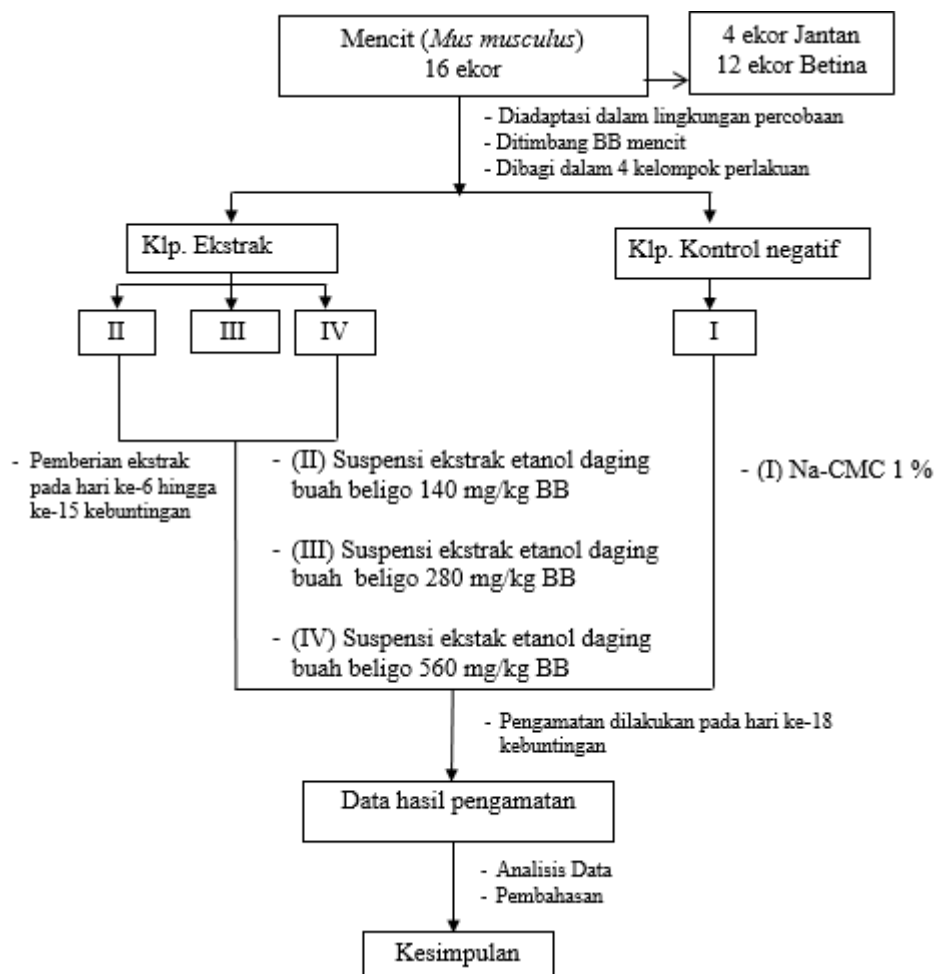 Mencit (Mus musculus)
16 ekor
4 ekor Jantan
12 ekor Betina
- Diadaptasi dalam lingkungan percobaan
- Ditimbang BB mencit
- Dibagi dalam 4 kelompok perlakuan
Klp. Ekstrak
Klp. Kontrol negatif
II
III
IV
I
- Pemberian ekstrak
pada hari ke-6 hingga
ke-15 kebuntingan
- (II) Suspensi ekstrak etanol daging
buah beligo 140 mg/kg BB
- (III) Suspensi ekstrak etanol daging
buah beligo 280 mg/kg BB
- (IV) Suspensi ekstak etanol daging
buah beligo 560 mg/kg BB
- (I) Na-CMC 1 %
- Pengamatan dilakukan pada hari ke-18
kebuntingan
Data hasil pengamatan
- Analisis Data
- Pembahasan
Kesimpulan